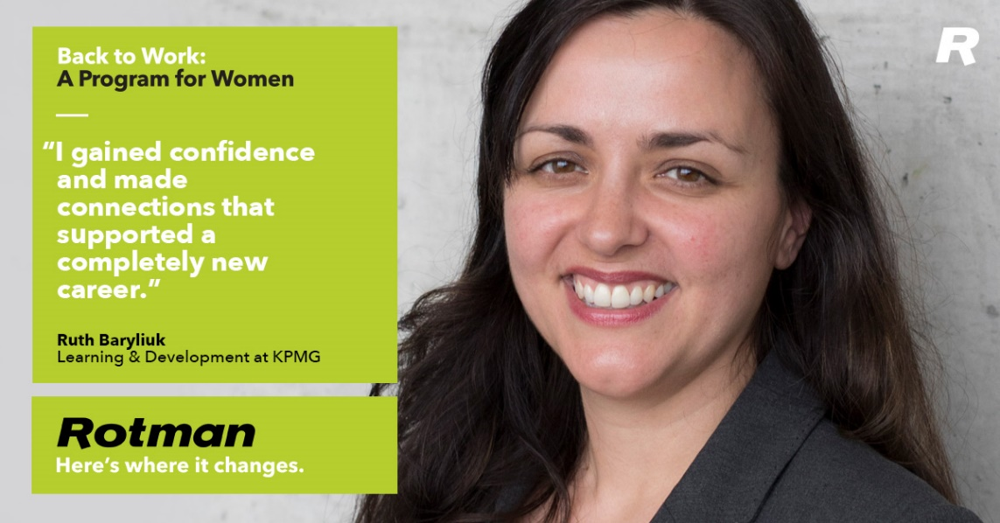 Back to Work:
A Program for Women
“I gained confidence
and made
connections that
supported a
completely new
career.”
Ruth Baryliuk
Learning & Development at KPMG
Rotman
Here’s where it changes.
R